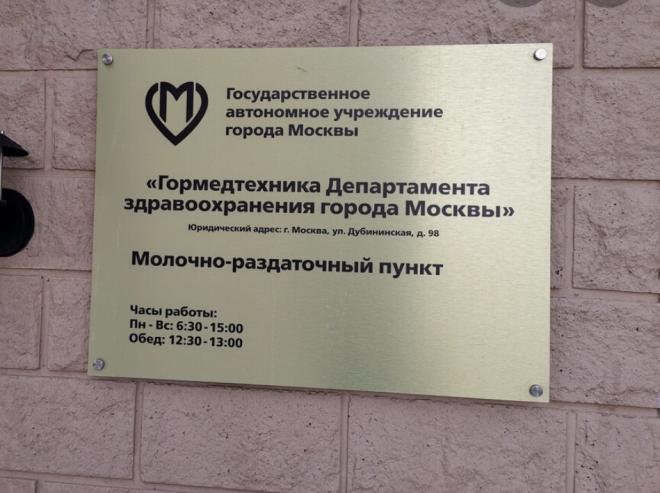 М
Государственное
автономное учреждение
города Москвы
«Гормедтехника Департамента
здравоохранения города Москвы»
Юридический адрес: г. Москва, ул. Дубининская, д. 98
Молочно-раздаточный пункт
Часы работы:
Пн - Вс: 6:30 - 15:00
Обед: 12:30 - 13:00